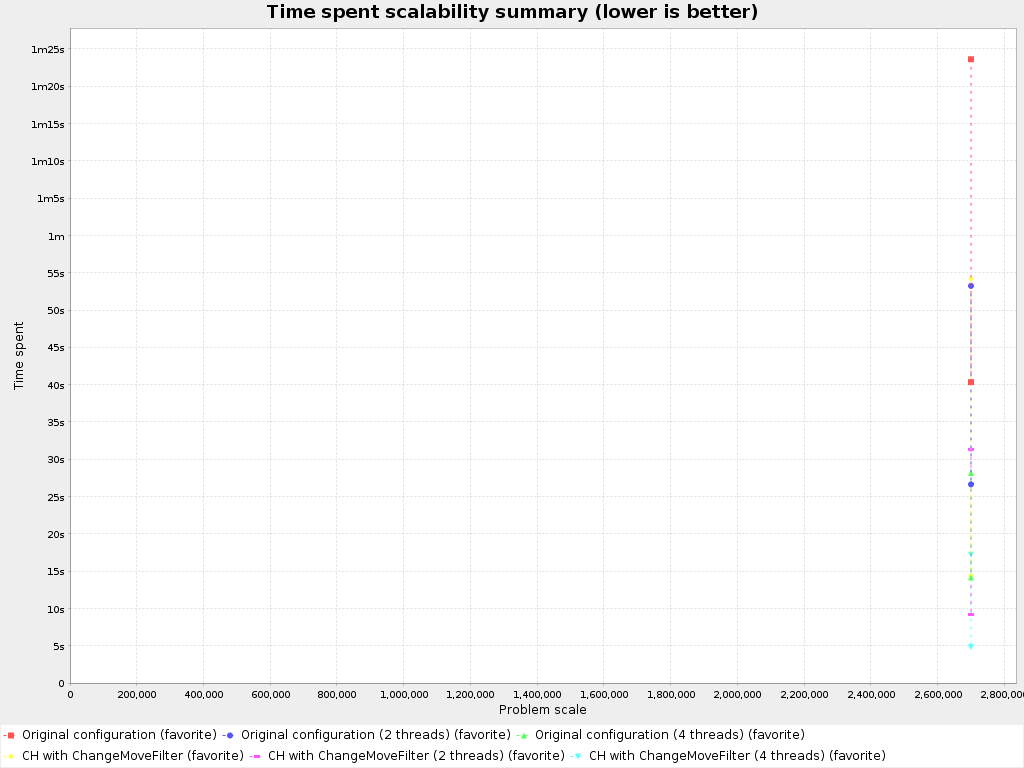 Time spent scalability summary (lower is better)
1m25s
1m20s
1m15s
1m10s
1m5s
1m
55s
50s
45s
40s
35s
30s
25s
20s
15s
10s
5s
0
Time spent
0 200,000 400,000 600,000 800,000 1,000,000 1,200,000 1,400,000 1,600,000 1,800,000 2,000,000 2,200,000 2,400,000 2,600,000 2,800,00
Problem scale
Original configuration (favorite) Original configuration (2 threads) (favorite) Original configuration (4 threads) (favorite)
CH with ChangeMoveFilter (favorite) CH with ChangeMoveFilter (2 threads) (favorite) CH with ChangeMoveFilter (4 threads) (favorite)